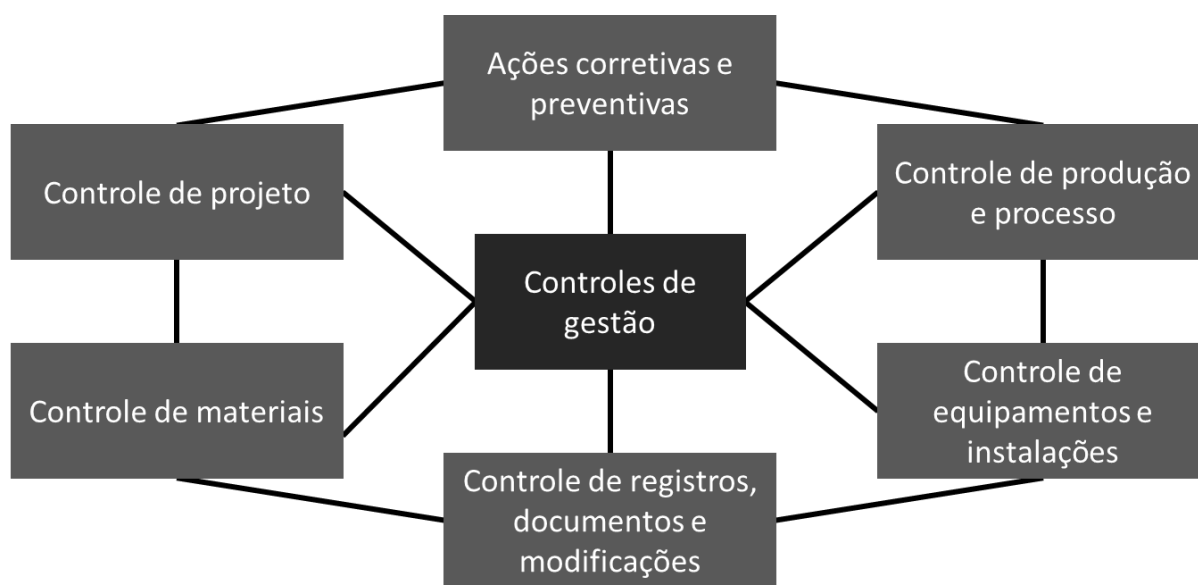 Ações corretivas e
preventivas
Controle de projeto
Controle de produção
e processo
Controles de
gestão
Controle de materiais
Controle de
equipamentos e
instalações
Controle de registros,
documentos e
modificações